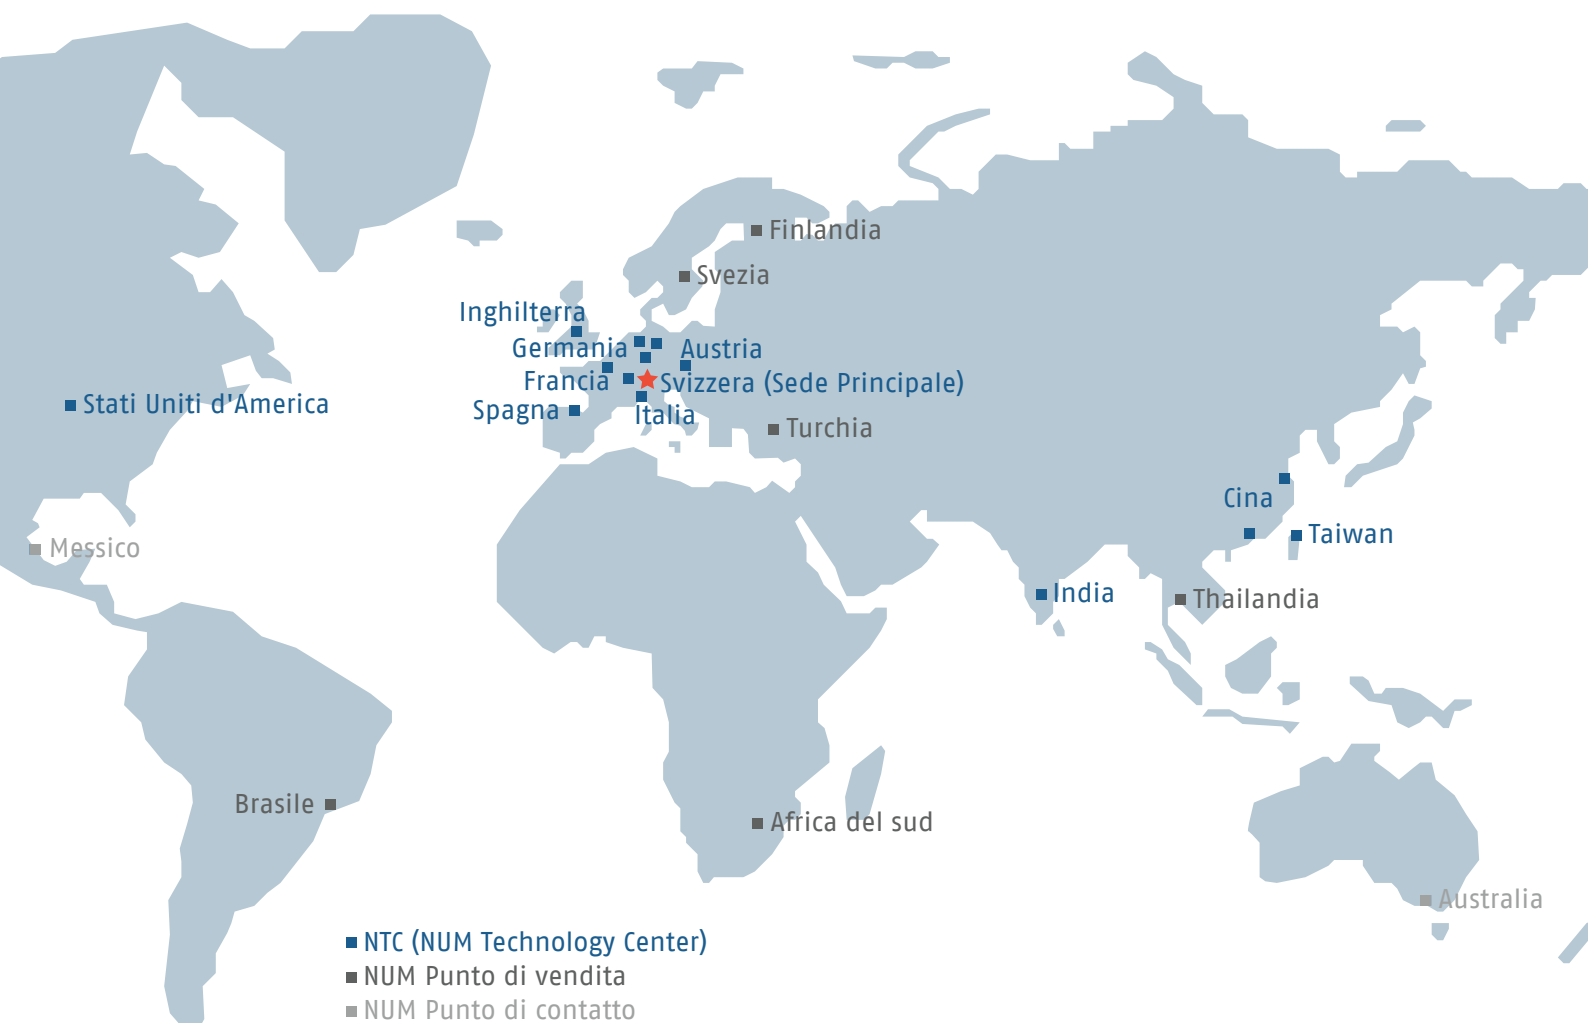 Finlandia
Svezia
Inghilterra
Germania
Austria
Francia
Svizzera (Sede Principale)
Stati Uniti d'America
Spagna
Italia
Turchia
Cina
Taiwan
Messico
India
Thailandia
Brasile
Africa del sud
Australia
NTC (NUM Technology Center)
NUM Punto di vendita
NUM Punto di contatto